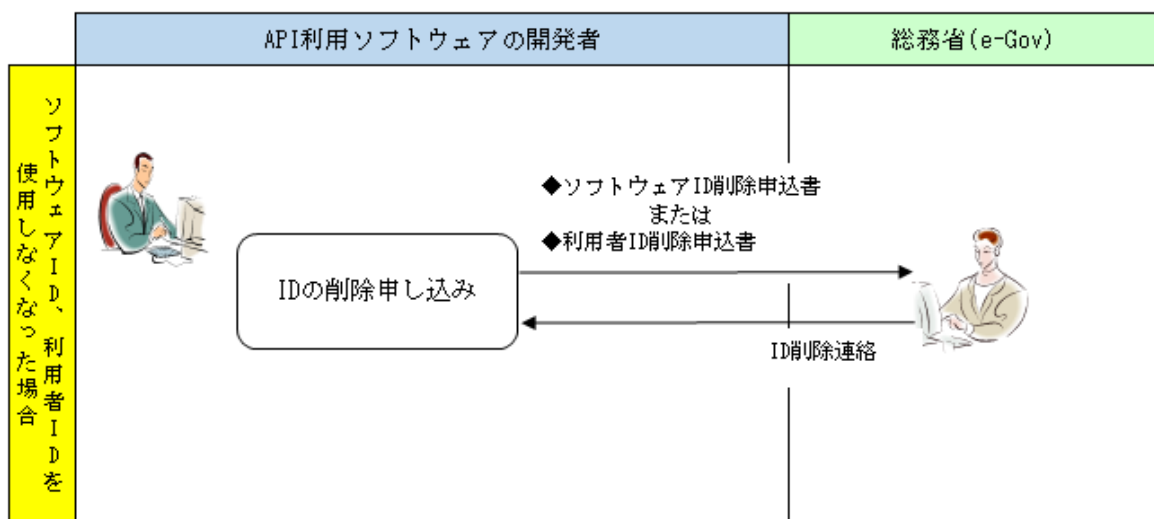 API利用ソフトウェアの開発者
総務省(e-Gov)
ソフトウェアID、利用者IDを
使用しなくなった場合
◆ソフトウェアID削除申込書
または
◆利用者ID削除申込書
IDの削除申し込み
ID削除連絡